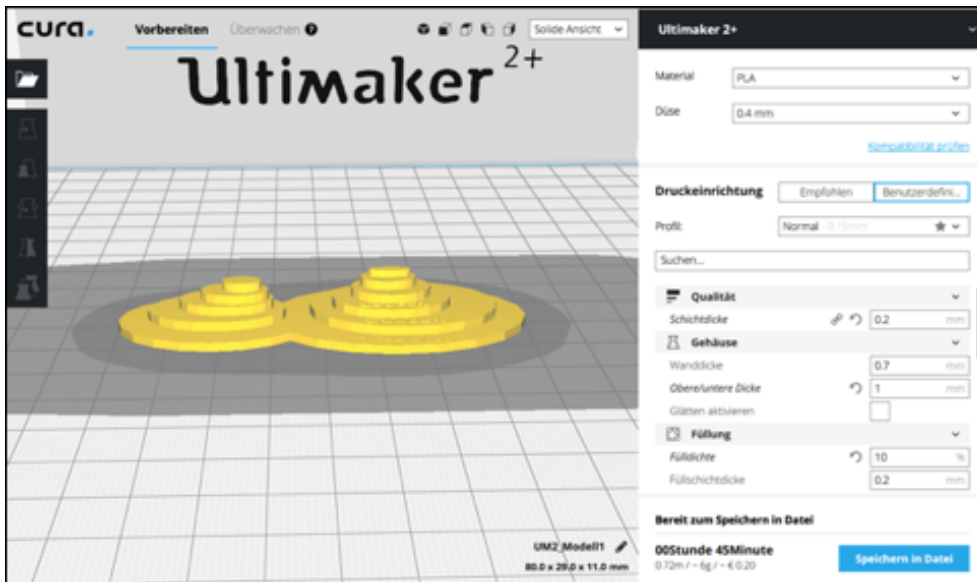 cura.
Vorbereiten Überwachen Solide Ansicht
Ultimaker 2+
Ultimaker 2+
Material PLA
Düse 0.4 mm
Kompatibilität prüfen
Druckeinrichtung Empfohlen Benutzerdefini...
Profil: Normal 0.15mm
Suchen...
Qualität
Schichtdicke 0.2 mm
Gehäuse
Wanddicke 0.7 mm
Obere/untere Dicke 1 mm
Glätten aktivieren
Füllung
Fülldichte 10 %
Füllschichtdicke 0.2 mm
Bereit zum Speichern in Datei
UM2_Modell1
80.0 x 29.0 x 11.0 mm
00Stunde 45Minute
0.72m / ~ 6g / ~ € 0.20
Speichern in Datei